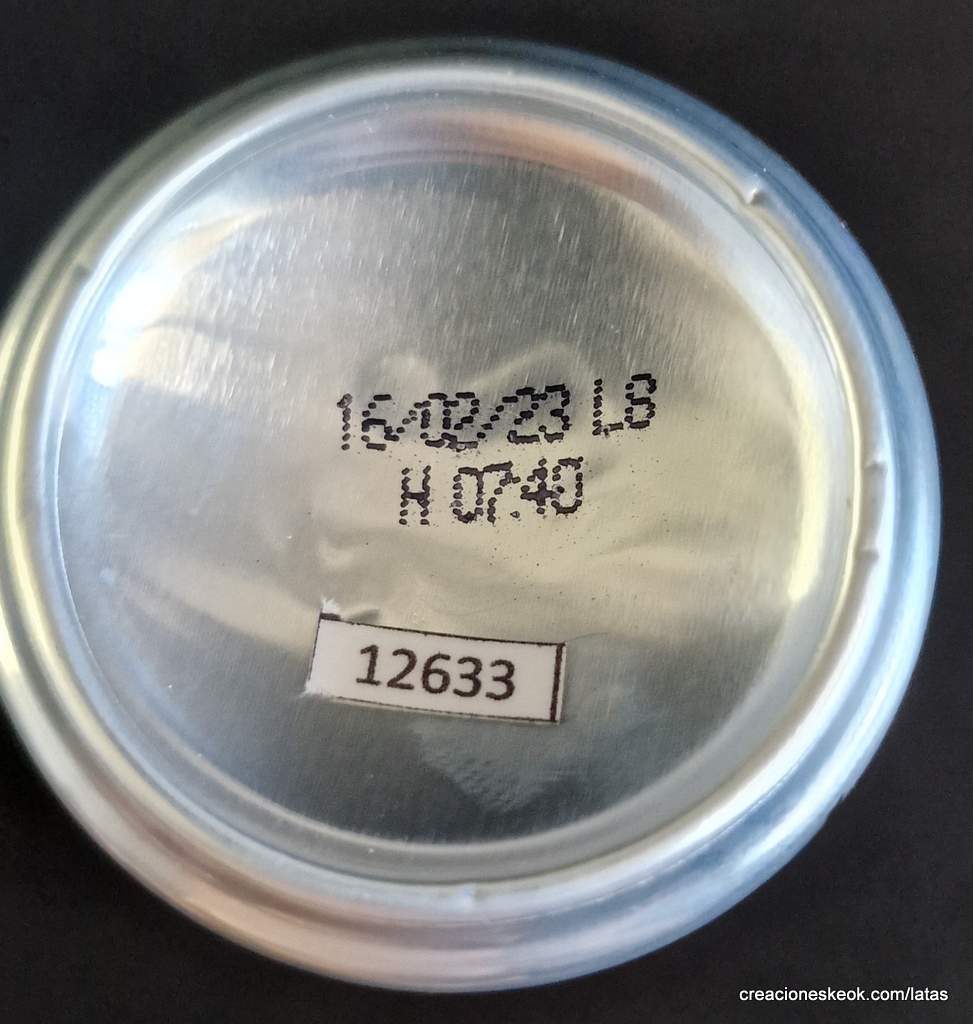 16/02/23 L8
H 07:40
12633
creacioneskeok.com/latas